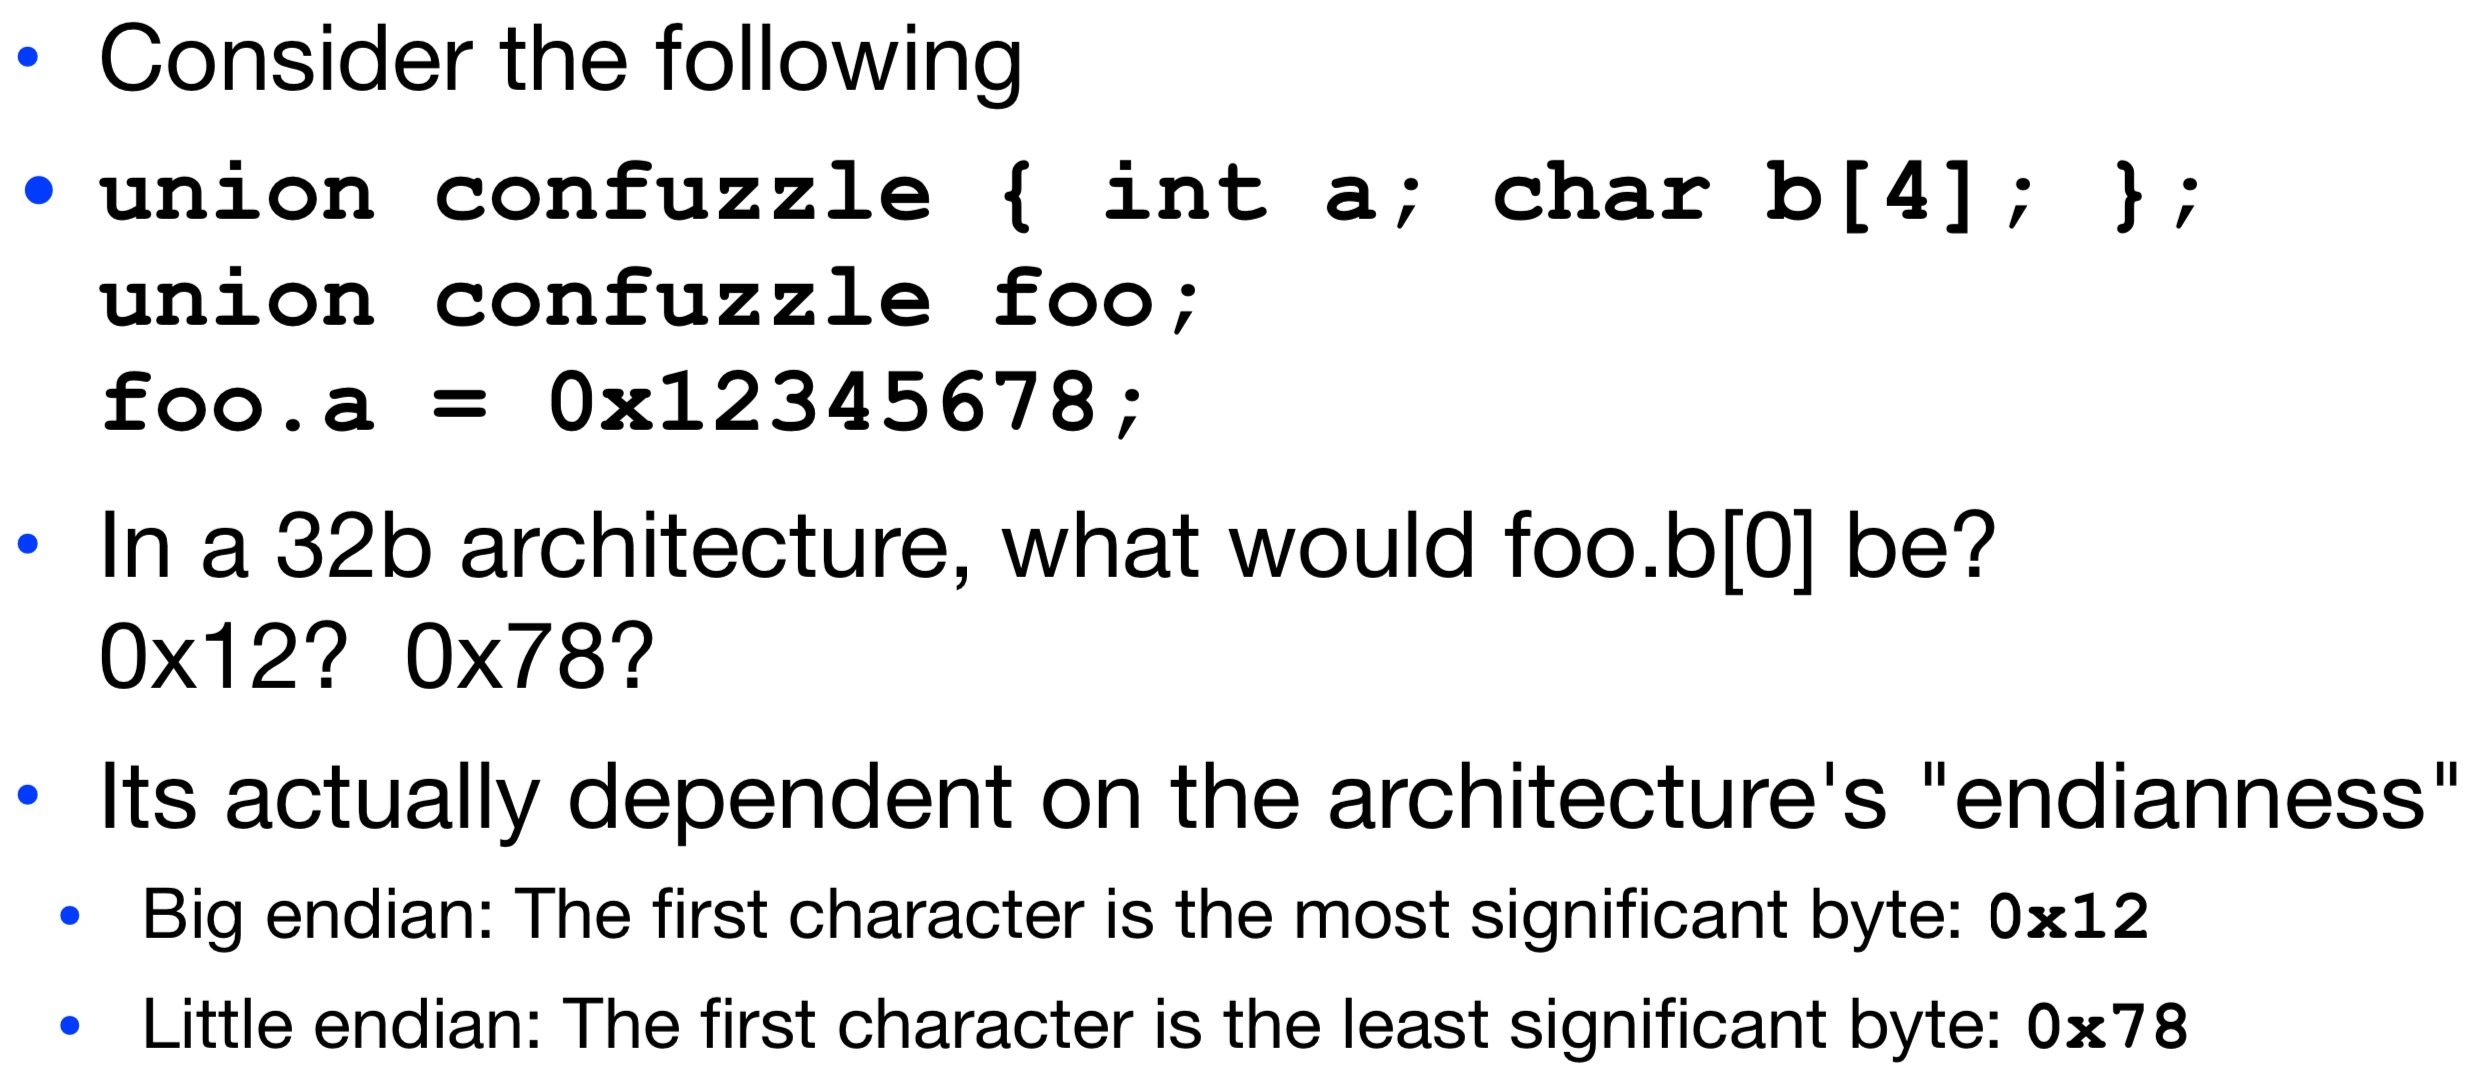 • Consider the following
• union confuzzle { int a; char b[4]; };
union confuzzle foo;
foo.a = 0x12345678;
• In a 32b architecture, what would foo.b[0] be?
0x12?  0x78?
• Its actually dependent on the architecture's "endianness"
• Big endian: The first character is the most significant byte: 0x12
• Little endian: The first character is the least significant byte: 0x78